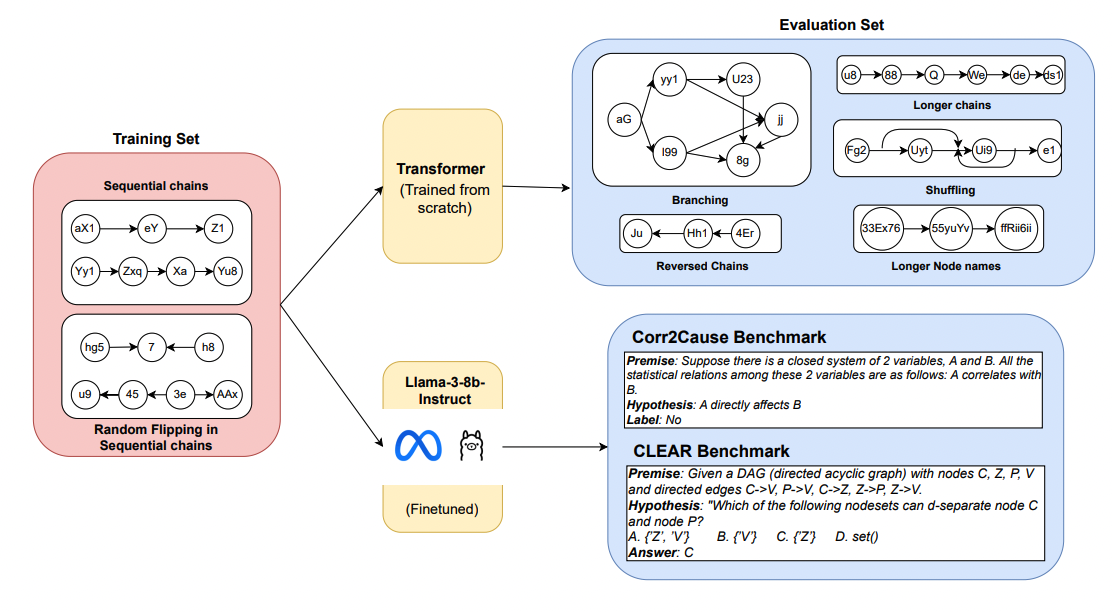 Evaluation Set
Training Set
Sequential chains
aX1 eY Z1
Yy1 Zxq Xa Yu8
hg5 7 h8
u9 45 3e AAx
Random Flipping in
Sequential chains
Transformer
(Trained from
scratch)
Llama-3-8b-
Instruct
(Finetuned)
yy1 U23
aG jj
l99 8g
Branching
u8 88 Q We de ds1
Longer chains
Fg2 Uyt Ui9 e1
Shuffling
Ju Hh1 4Er
Reversed Chains
33Ex76 55yuYv ffRii6ii
Longer Node names
Corr2Cause Benchmark
Premise: Suppose there is a closed system of 2 variables, A and B. All the
statistical relations among these 2 variables are as follows: A correlates with
B.
Hypothesis: A directly affects B
Label: No
CLEAR Benchmark
Premise: Given a DAG (directed acyclic graph) with nodes C, Z, P, V
and directed edges C->V, P->V, C->Z, Z->P, Z->V.
Hypothesis: "Which of the following nodesets can d-separate node C
and node P?
A. {'Z', 'V'} B. {'V'} C. {'Z'} D. set()
Answer: C